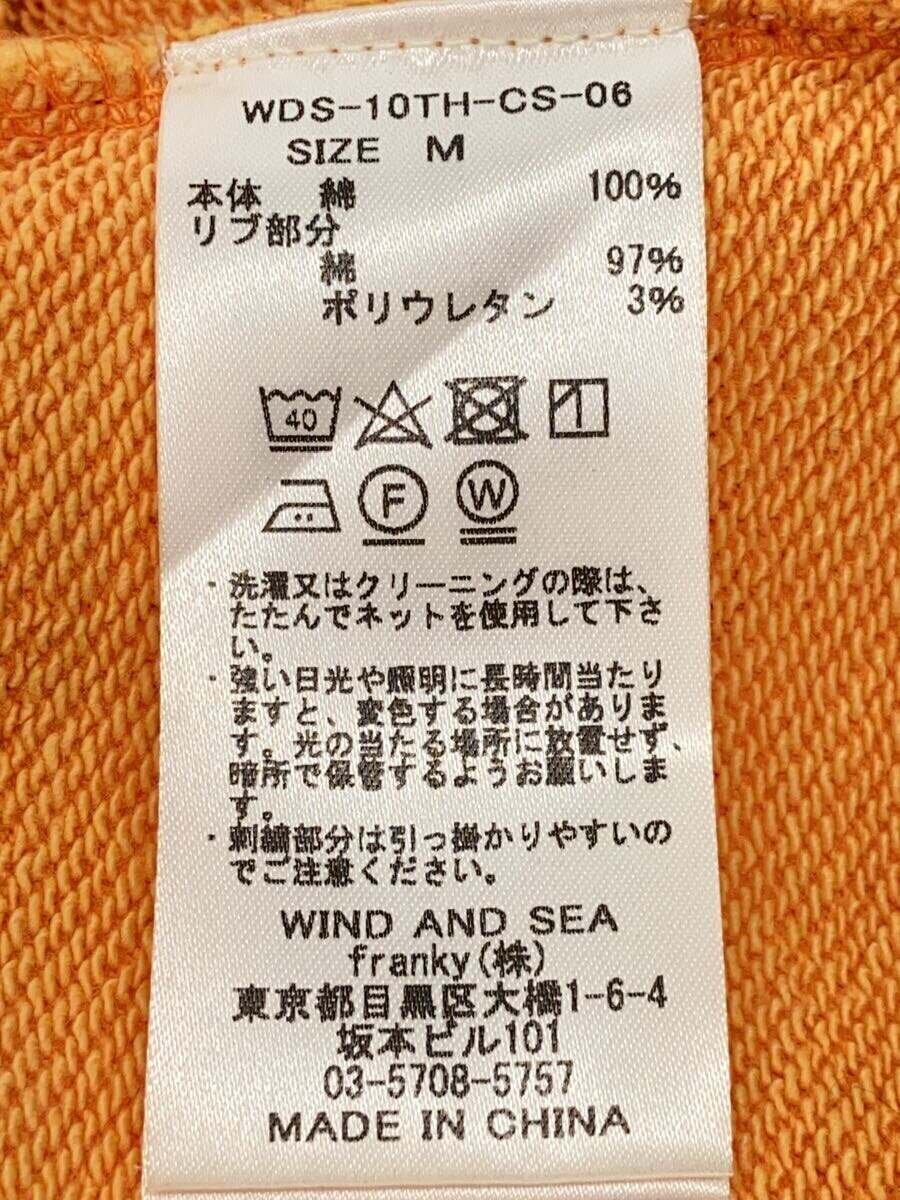 WDS-10TH-CS-06
SIZE M
本体 綿 100%
リブ部分
綿 97%
ポリウレタン 3%
40
F W
・洗濯又はクリーニングの際は、
たたんでネットを使用して下さ
い。
・強い日光や照明に長時間当たり
ますと、変色する場合がありま
す。光の当たる場所に放置せず、
暗所で保管するようお願いしま
す。
・刺繍部分は引っ掛かりやすいの
でご注意ください。
WIND AND SEA
franky(株)
東京都目黒区大橋1-6-4
坂本ビル101
03-5708-5757
MADE IN CHINA